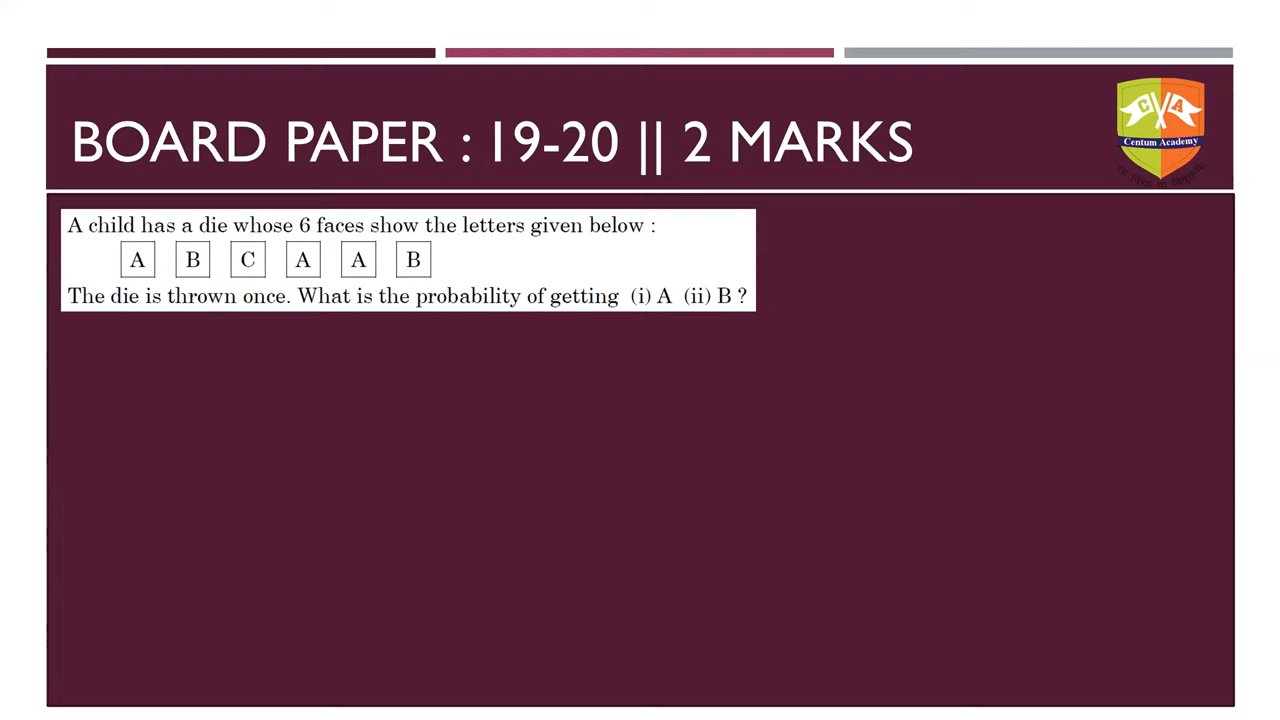 BOARD PAPER : 19-20 || 2 MARKS
C A
Centum Academy
A child has a die whose 6 faces show the letters given below :
A B C A A B
The die is thrown once. What is the probability of getting (i) A (ii) B ?